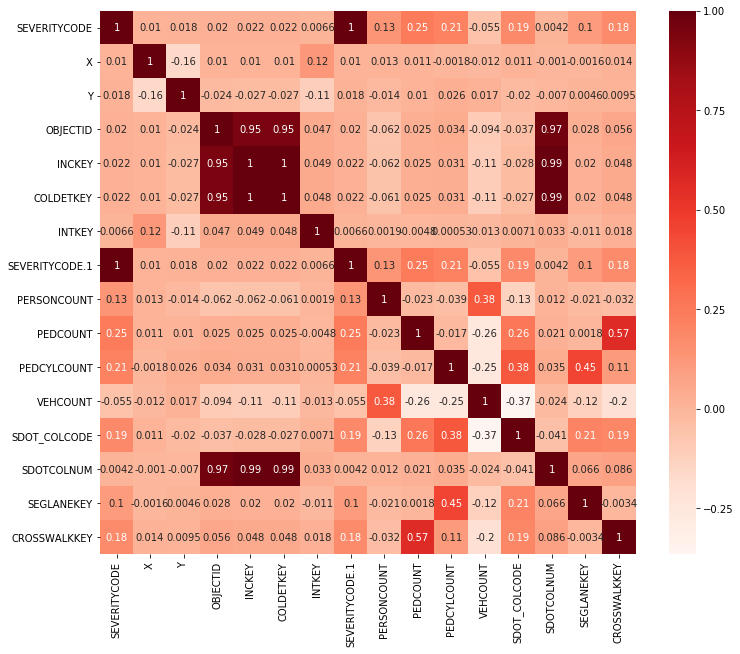 SEVERITYCODE 1 0.01 0.018 0.02 0.022 0.022 0.0066 1 0.13 0.25 0.21 -0.055 0.19 0.0042 0.1 0.18
X 0.01 1 -0.16 0.01 0.01 0.01 0.12 0.01 0.013 0.011 -0.0018 -0.012 0.011 -0.001 -0.0016 0.014
Y 0.018 -0.16 1 -0.024 -0.027 -0.027 -0.11 0.018 -0.014 0.01 0.026 0.017 -0.02 -0.007 0.0046 0.0095
OBJECTID 0.02 0.01 -0.024 1 0.95 0.95 0.047 0.02 -0.062 0.025 0.034 -0.094 -0.037 0.97 0.028 0.056
INCKEY 0.022 0.01 -0.027 0.95 1 1 0.049 0.022 -0.062 0.025 0.031 -0.11 -0.028 0.99 0.02 0.048
COLDETKEY 0.022 0.01 -0.027 0.95 1 1 0.048 0.022 -0.061 0.025 0.031 -0.11 -0.027 0.99 0.02 0.048
INTKEY 0.0066 0.12 -0.11 0.047 0.049 0.048 1 0.0066 0.0019 -0.0048 0.00053 -0.013 0.0071 0.033 -0.011 0.018
SEVERITYCODE.1 1 0.01 0.018 0.02 0.022 0.022 0.0066 1 0.13 0.25 0.21 -0.055 0.19 0.0042 0.1 0.18
PERSONCOUNT 0.13 0.013 -0.014 -0.062 -0.062 -0.061 0.0019 0.13 1 -0.023 -0.039 0.38 -0.13 0.012 -0.021 -0.032
PEDCOUNT 0.25 0.011 0.01 0.025 0.025 0.025 -0.0048 0.25 -0.023 1 -0.017 -0.26 0.26 0.021 0.0018 0.57
PEDCYLCOUNT 0.21 -0.0018 0.026 0.034 0.031 0.031 0.00053 0.21 -0.039 -0.017 1 -0.25 0.38 0.035 0.45 0.11
VEHCOUNT -0.055 -0.012 0.017 -0.094 -0.11 -0.11 -0.013 -0.055 0.38 -0.26 -0.25 1 -0.37 -0.024 -0.12 -0.2
SDOT_COLCODE 0.19 0.011 -0.02 -0.037 -0.028 -0.027 0.0071 0.19 -0.13 0.26 0.38 -0.37 1 -0.041 0.21 0.19
SDOTCOLNUM 0.0042 -0.001 -0.007 0.97 0.99 0.99 0.033 0.0042 0.012 0.021 0.035 -0.024 -0.041 1 0.066 0.086
SEGLANEKEY 0.1 -0.0016 0.0046 0.028 0.02 0.02 -0.011 0.1 -0.021 0.0018 0.45 -0.12 0.21 0.066 1 -0.0034
CROSSWALKKEY 0.18 0.014 0.0095 0.056 0.048 0.048 0.018 0.18 -0.032 0.57 0.11 -0.2 0.19 0.086 -0.0034 1
SEVERITYCODE
X
Y
OBJECTID
INCKEY
COLDETKEY
INTKEY
SEVERITYCODE.1
PERSONCOUNT
PEDCOUNT
PEDCYLCOUNT
VEHCOUNT
SDOT_COLCODE
SDOTCOLNUM
SEGLANEKEY
CROSSWALKKEY
1.00
0.75
0.50
0.25
0.00
−0.25